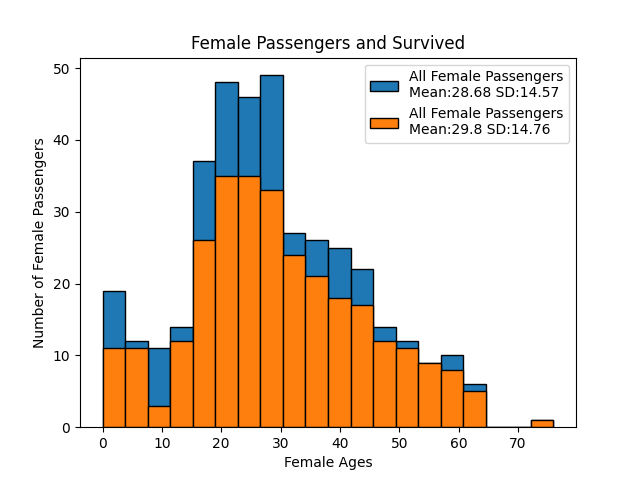 Female Passengers and Survived
All Female Passengers
Mean:28.68 SD:14.57
All Female Passengers
Mean:29.8 SD:14.76
Number of Female Passengers
50
40
30
20
10
0
0 10 20 30 40 50 60 70
Female Ages